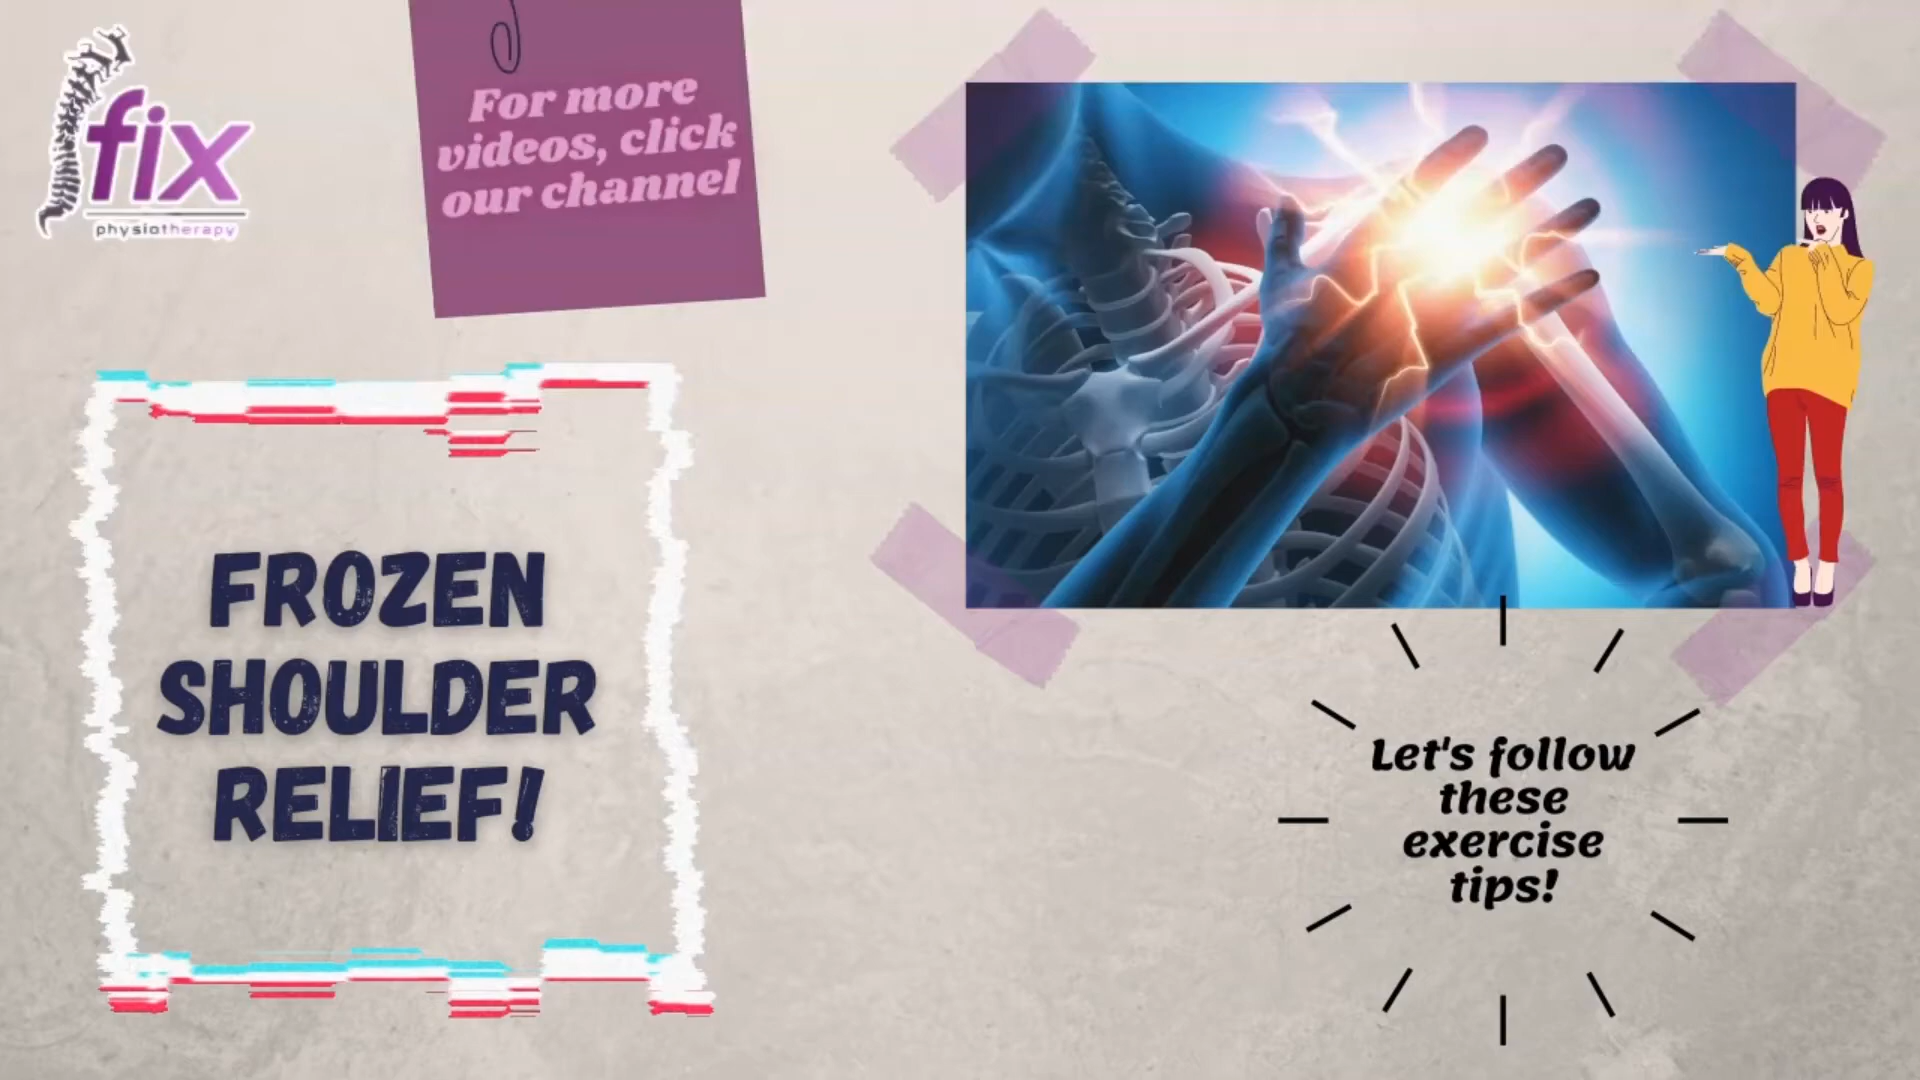 fix
physiotherapy
For more
videos, click
our channel
FROZEN
SHOULDER
RELIEF!
Let's follow
these
exercise
tips!